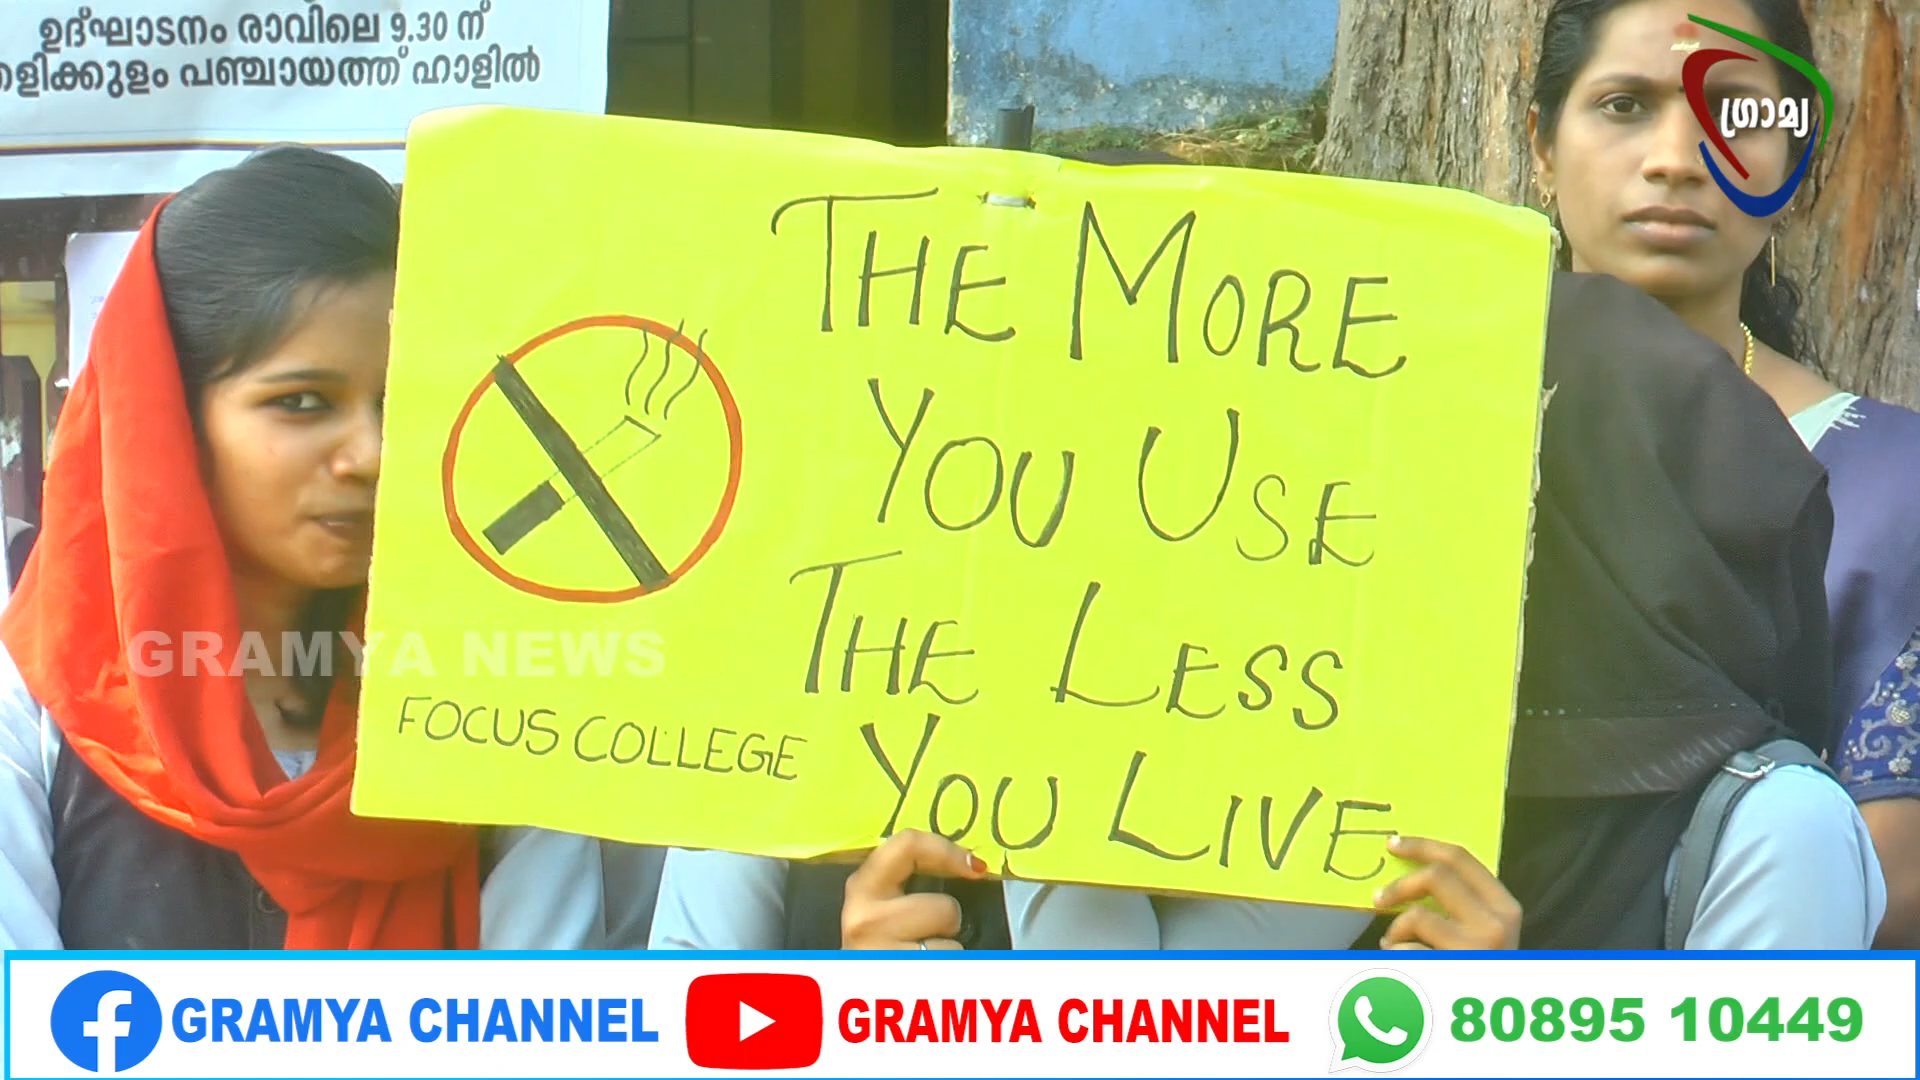 ഉദ്ഘാടനം രാവിലെ 9.30 ന്
തളിക്കുളം പഞ്ചായത്ത് ഹാളിൽ
ഗ്രാമ്യ
THE MORE
YOU USE
THE LESS
YOU LIVE
FOCUS COLLEGE
GRAMYA NEWS
GRAMYA CHANNEL GRAMYA CHANNEL 80895 10449